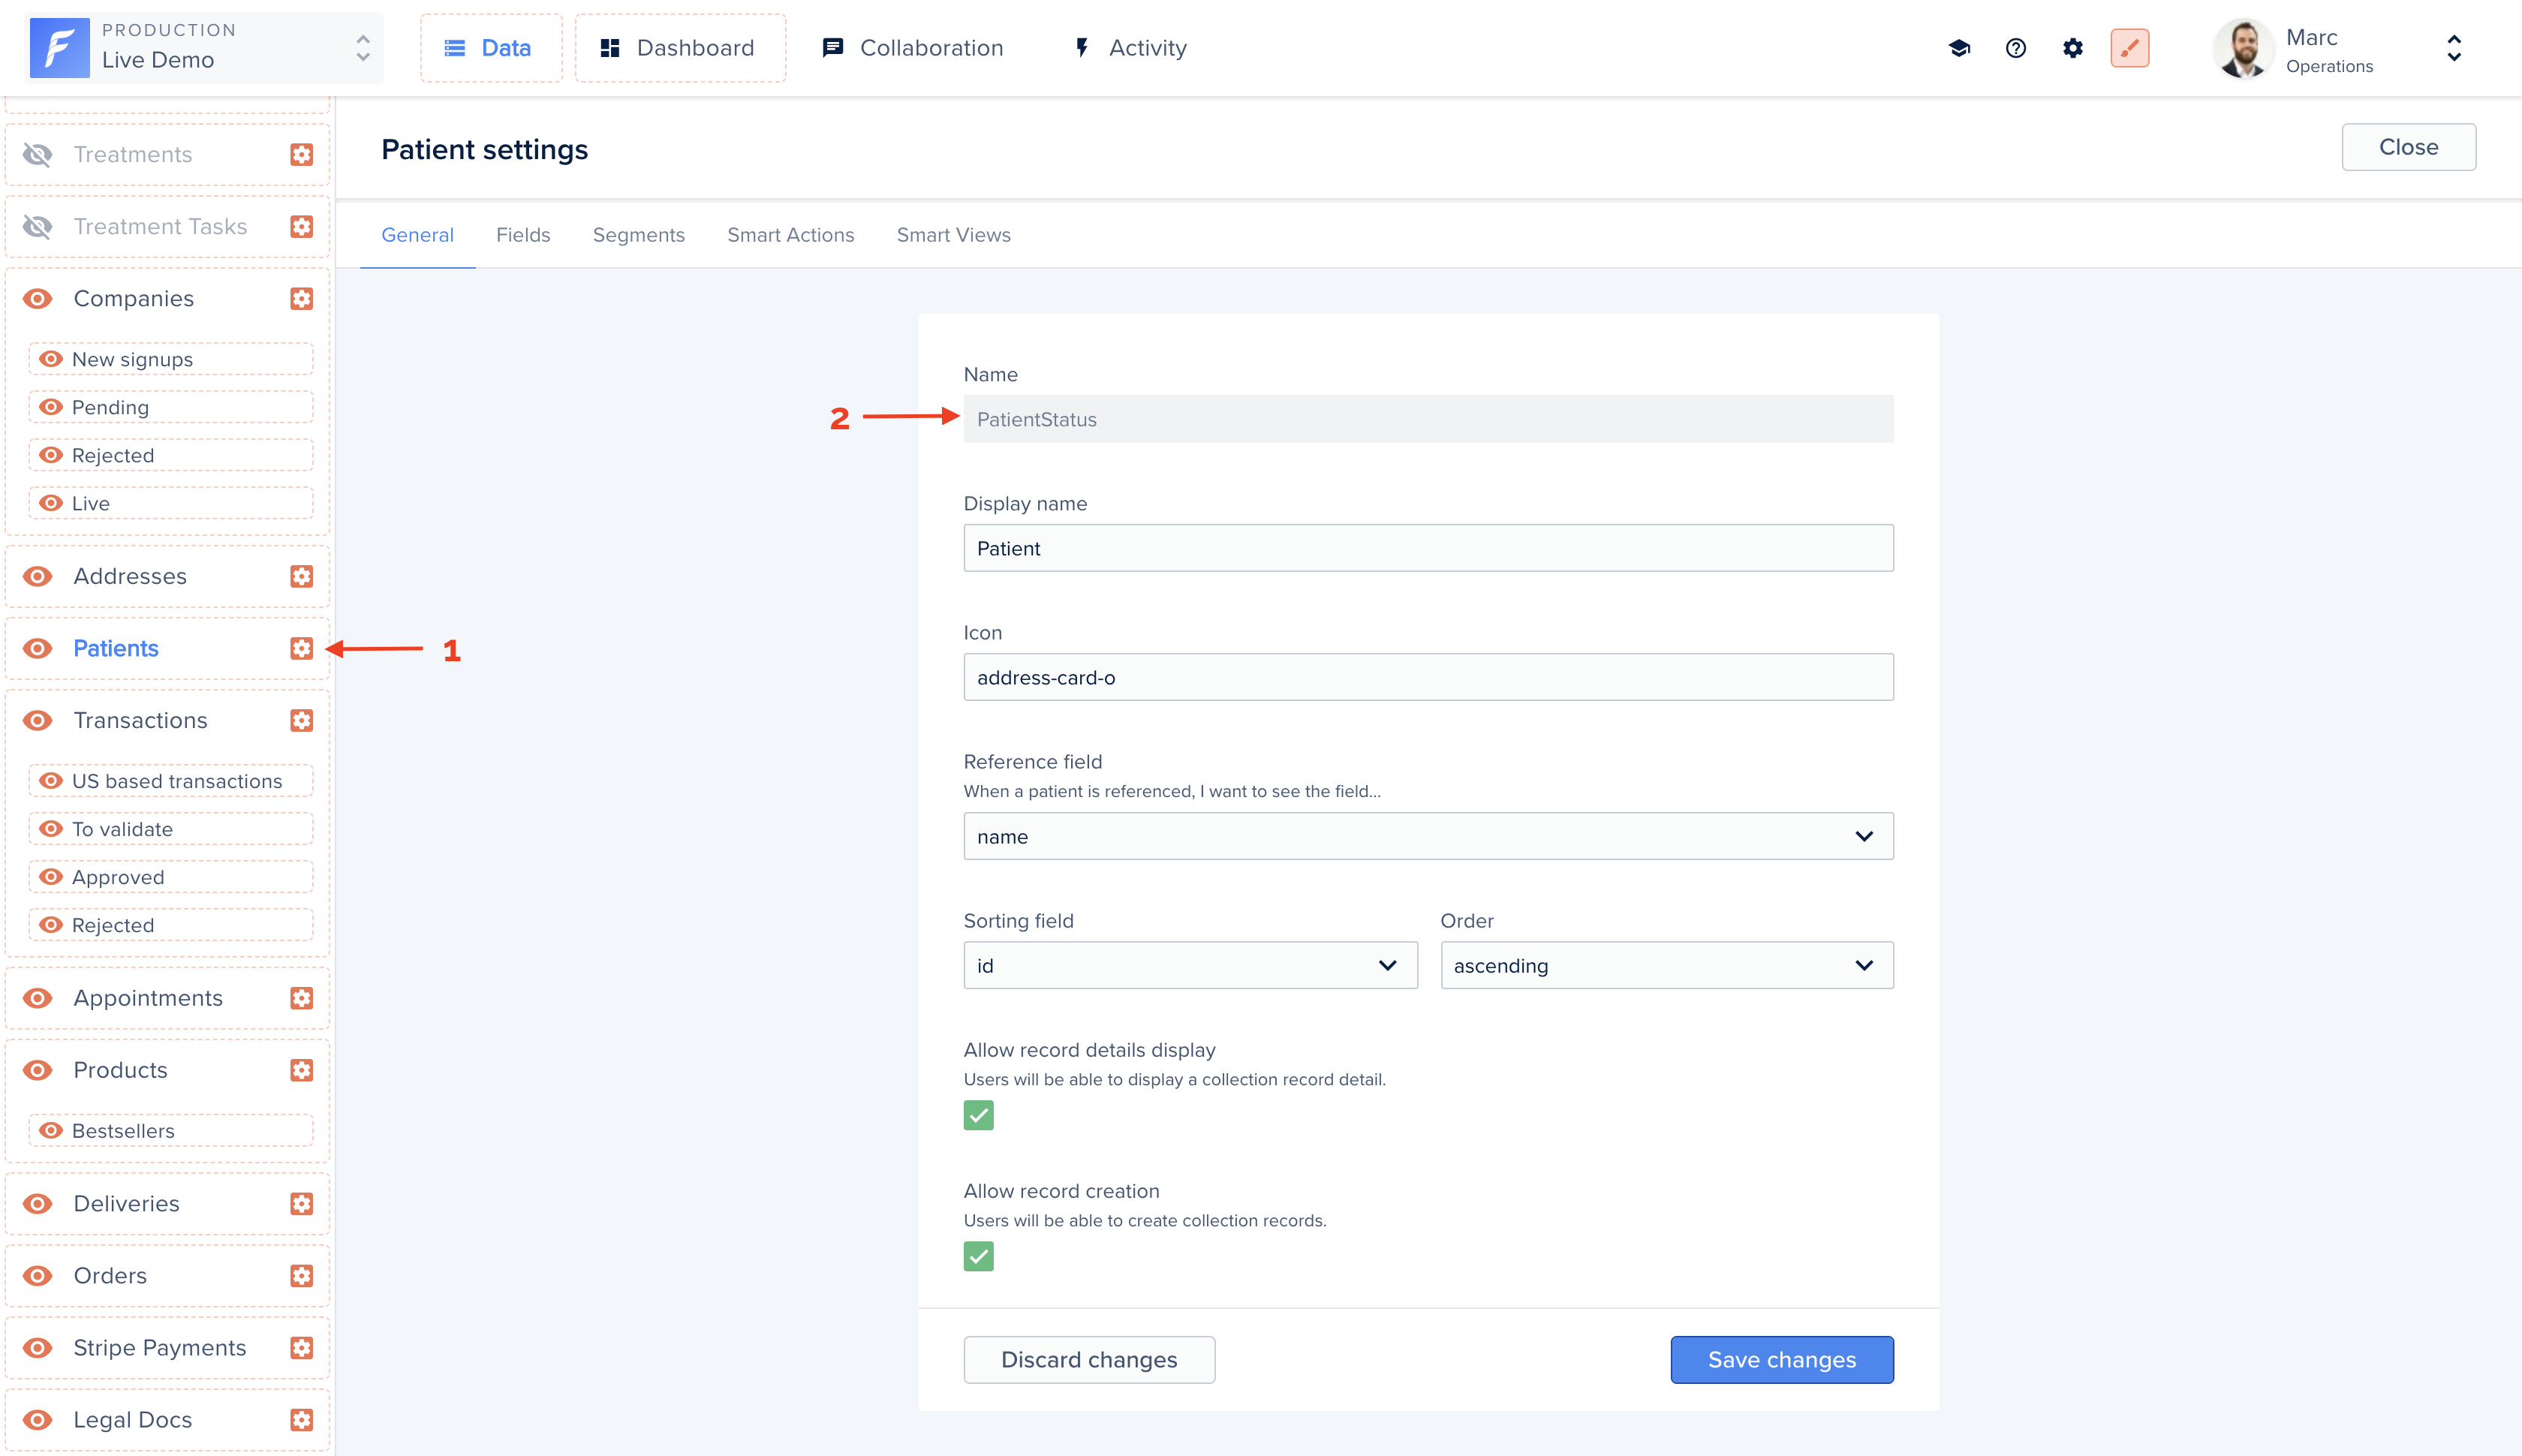 PRODUCTION
Live Demo
Data
Dashboard
Collaboration
Activity
Marc
Operations
Treatments
Treatment Tasks
Companies
New signups
Pending
Rejected
Live
Addresses
Patients
1
Transactions
US based transactions
To validate
Approved
Rejected
Appointments
Products
Bestsellers
Deliveries
Orders
Stripe Payments
Legal Docs
Patient settings
Close
General
Fields
Segments
Smart Actions
Smart Views
Name
2
PatientStatus
Display name
Patient
Icon
address-card-o
Reference field
When a patient is referenced, I want to see the field...
name
Sorting field
Order
id
ascending
Allow record details display
Users will be able to display a collection record detail.
Allow record creation
Users will be able to create collection records.
Discard changes
Save changes